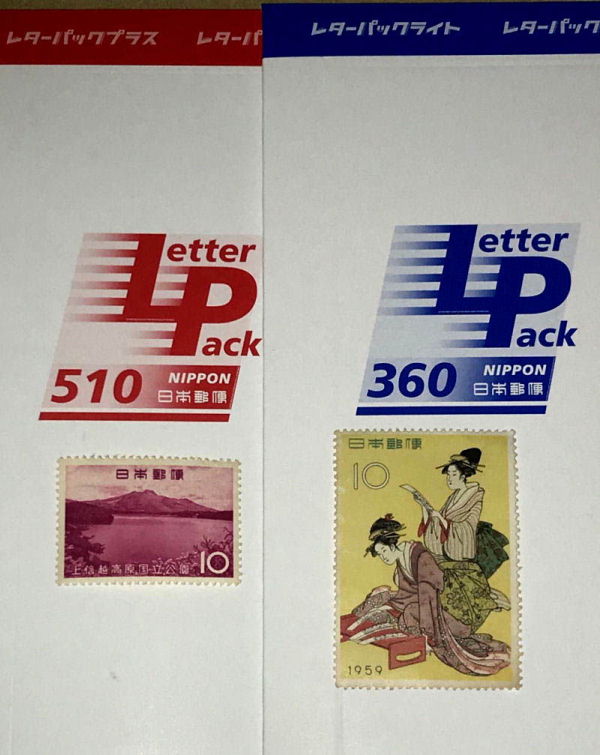 レターパックプラス レターパ
Letter
Pack
510 NIPPON
日本郵便
日本郵便
上信越高原国立公園 10
レターパックライト レターパック
Letter
Pack
360 NIPPON
日本郵便
日本郵便
10
1959